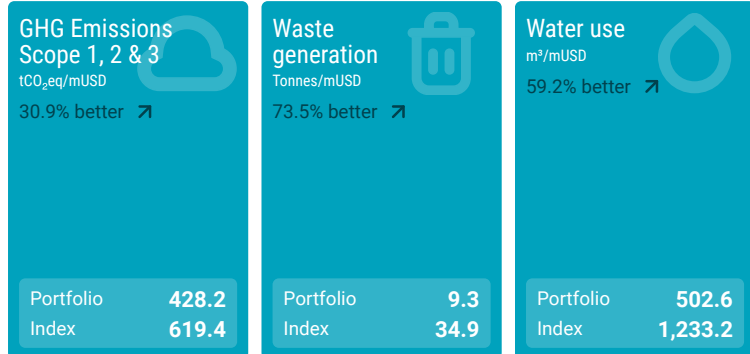 GHG Emissions
Scope 1, 2 & 3
tCO₂eq/mUSD
30.9% better
Portfolio 428.2
Index 619.4
Waste
generation
Tonnes/mUSD
73.5% better
Portfolio 9.3
Index 34.9
Water use
m³/mUSD
59.2% better
Portfolio 502.6
Index 1,233.2